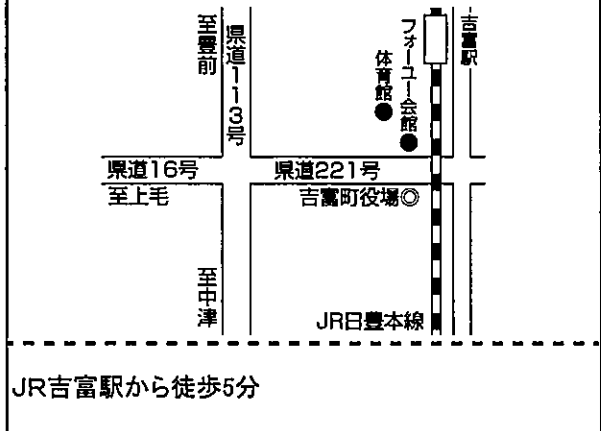 至豊前
県道113号
体育館●
フォーユー会館●
吉富駅
県道16号
県道221号
至上毛
吉富町役場◎
至中津
JR日豊本線
JR吉富駅から徒歩5分